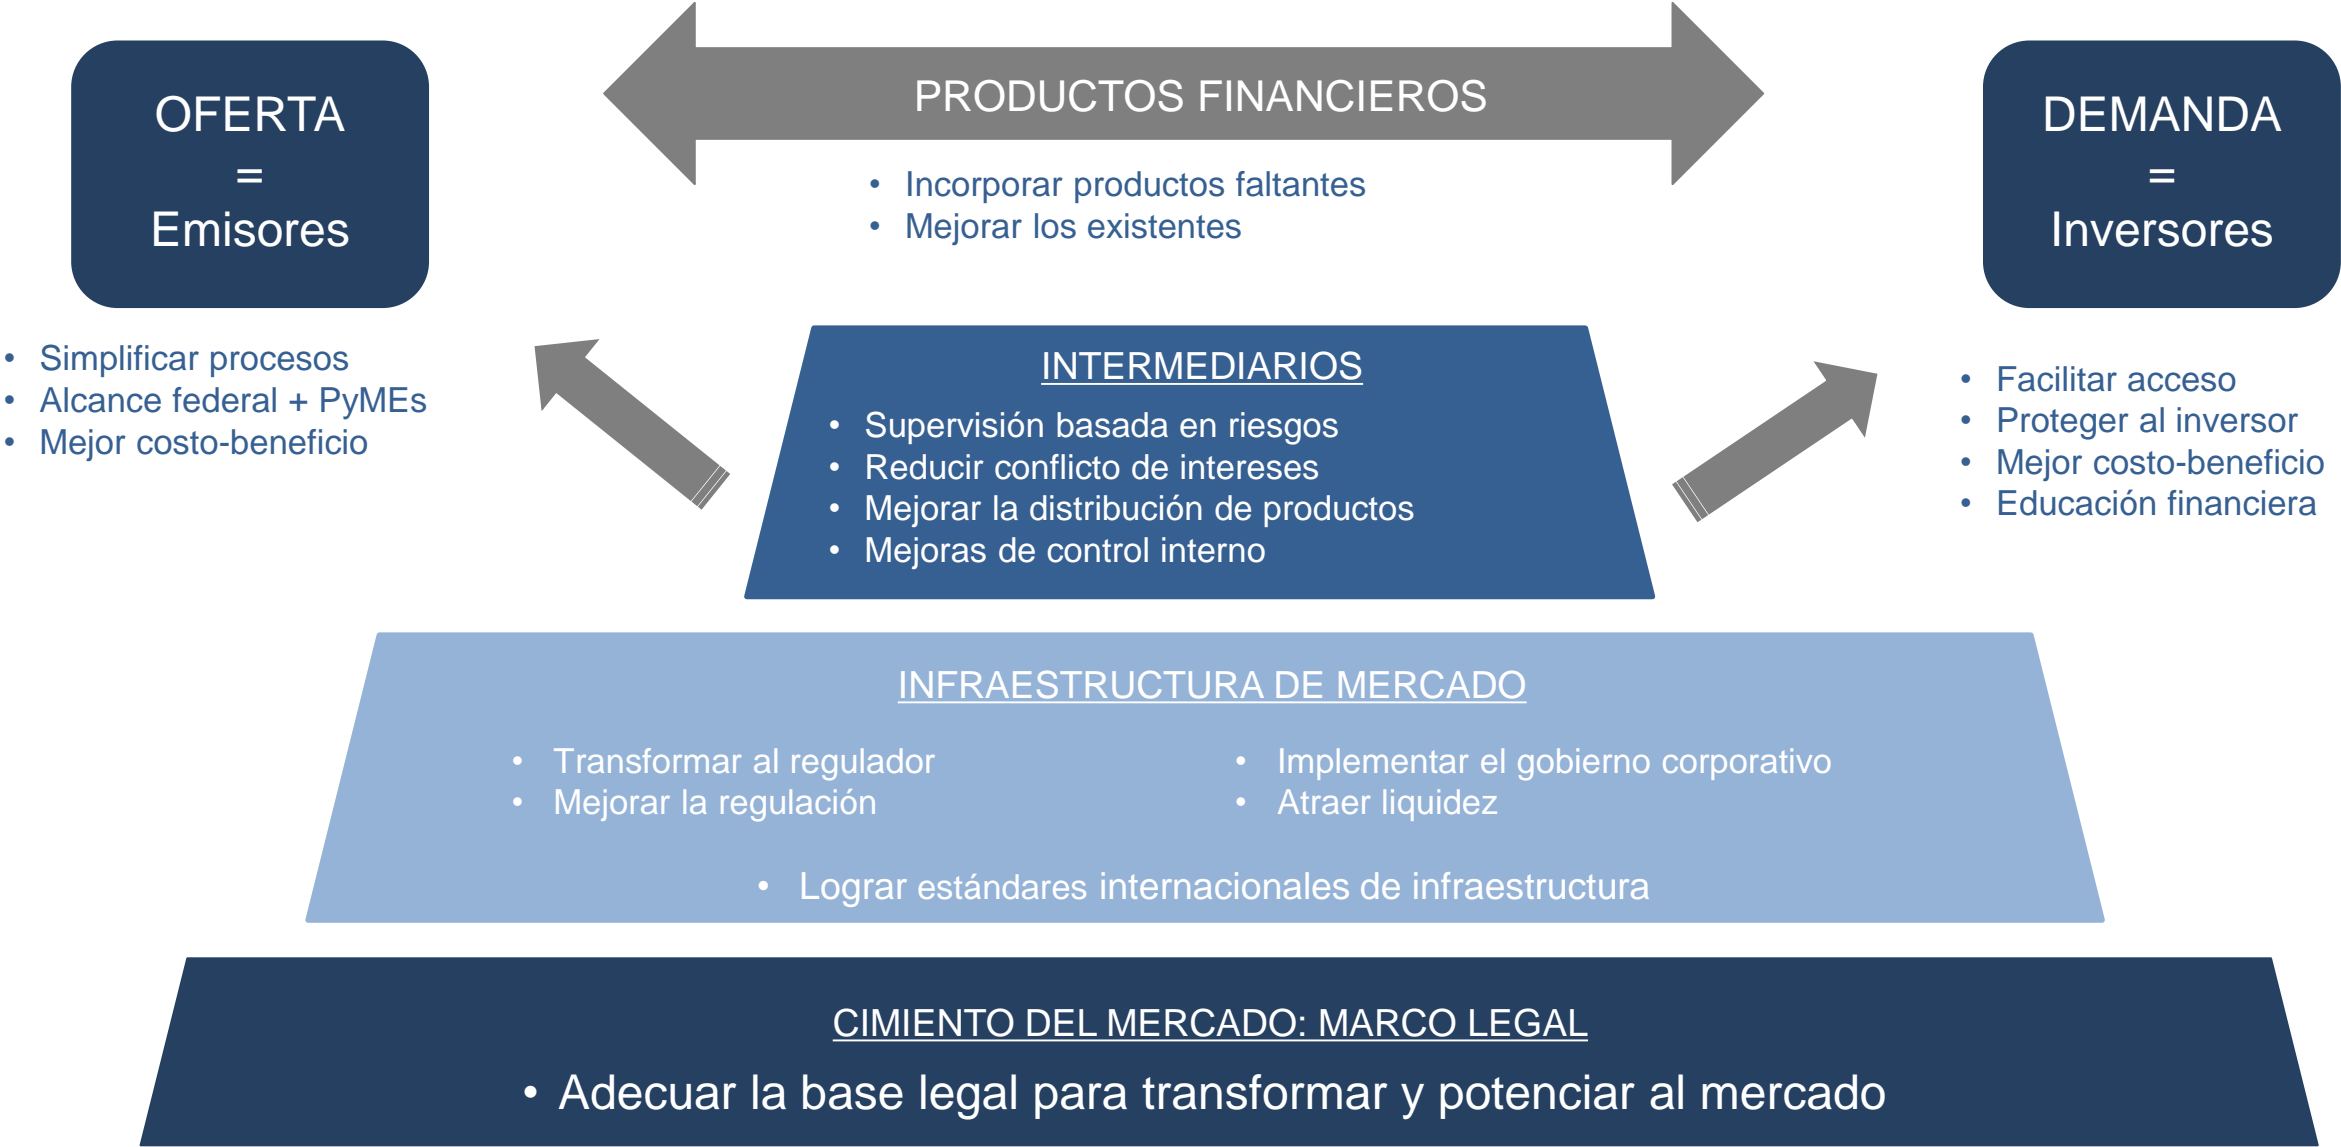 OFERTA
=
Emisores
• Simplificar procesos
• Alcance federal + PyMEs
• Mejor costo-beneficio
PRODUCTOS FINANCIEROS
• Incorporar productos faltantes
• Mejorar los existentes
DEMANDA
=
Inversores
• Facilitar acceso
• Proteger al inversor
• Mejor costo-beneficio
• Educación financiera
INTERMEDIARIOS
• Supervisión basada en riesgos
• Reducir conflicto de intereses
• Mejorar la distribución de productos
• Mejoras de control interno
INFRAESTRUCTURA DE MERCADO
• Transformar al regulador
• Mejorar la regulación
• Implementar el gobierno corporativo
• Atraer liquidez
• Lograr estándares internacionales de infraestructura
CIMIENTO DEL MERCADO: MARCO LEGAL
• Adecuar la base legal para transformar y potenciar al mercado